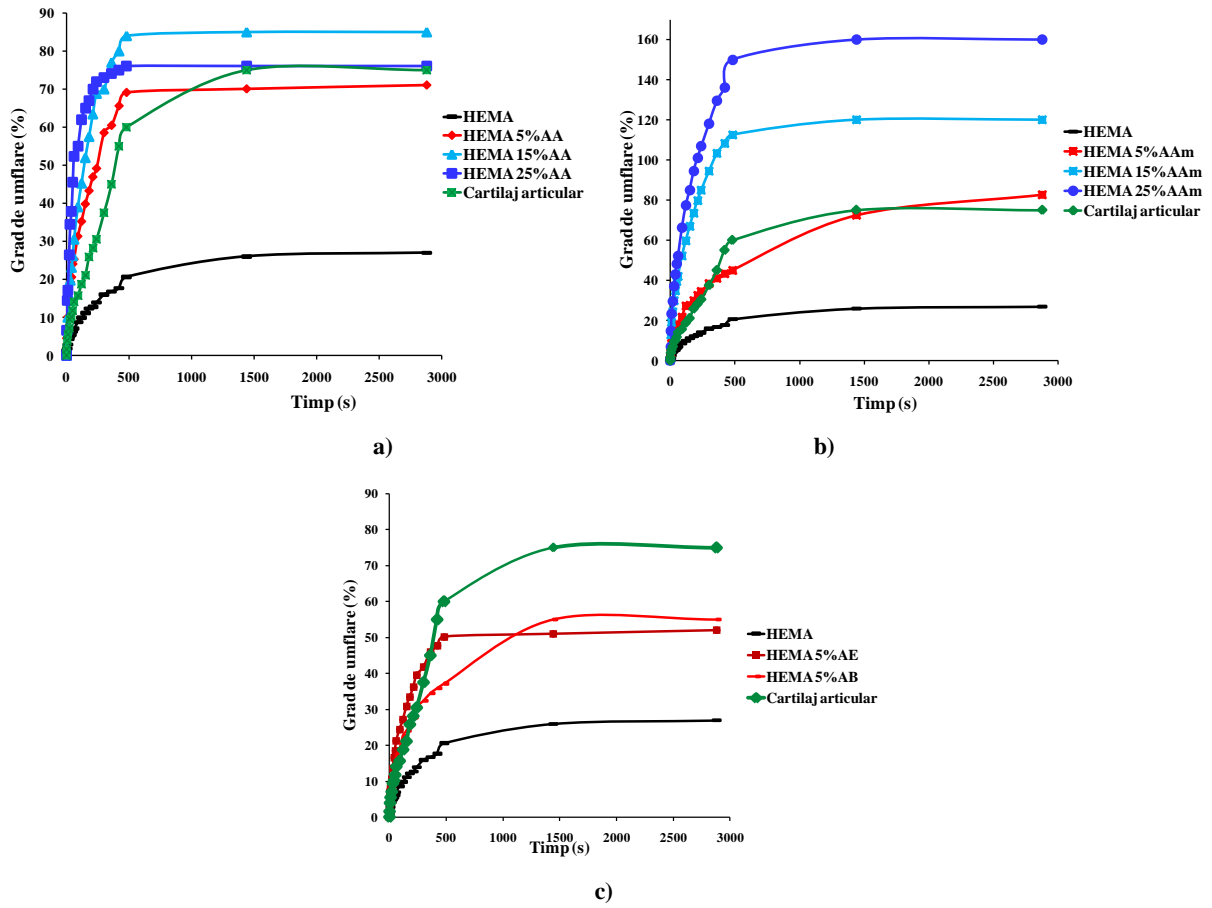 Grad de umflare (%)
90
80
70
60
50
40
30
20
10
0
0 500 1000 1500 2000 2500 3000
Timp (s)
HEMA
HEMA 5%AA
HEMA 15%AA
HEMA 25%AA
Cartilaj articular
a)
Grad de umflare (%)
160
140
120
100
80
60
40
20
0
0 500 1000 1500 2000 2500 3000
Timp (s)
HEMA
HEMA 5%AAm
HEMA 15%AAm
HEMA 25%AAm
Cartilaj articular
b)
Grad de umflare (%)
90
80
70
60
50
40
30
20
10
0
0 500 1000 1500 2000 2500 3000
Timp (s)
HEMA
HEMA 5%AE
HEMA 5%AB
Cartilaj articular
c)